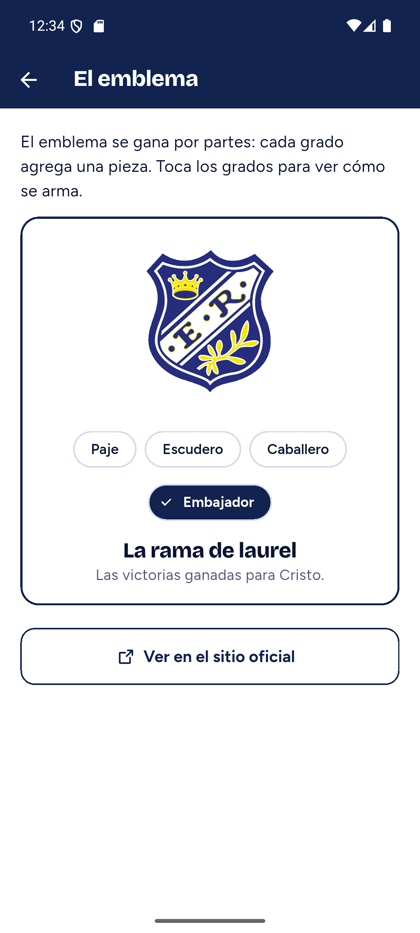 12:34
El emblema
El emblema se gana por partes: cada grado
agrega una pieza. Toca los grados para ver cómo
se arma.
E. R.
Paje
Escudero
Caballero
Embajador
La rama de laurel
Las victorias ganadas para Cristo.
Ver en el sitio oficial